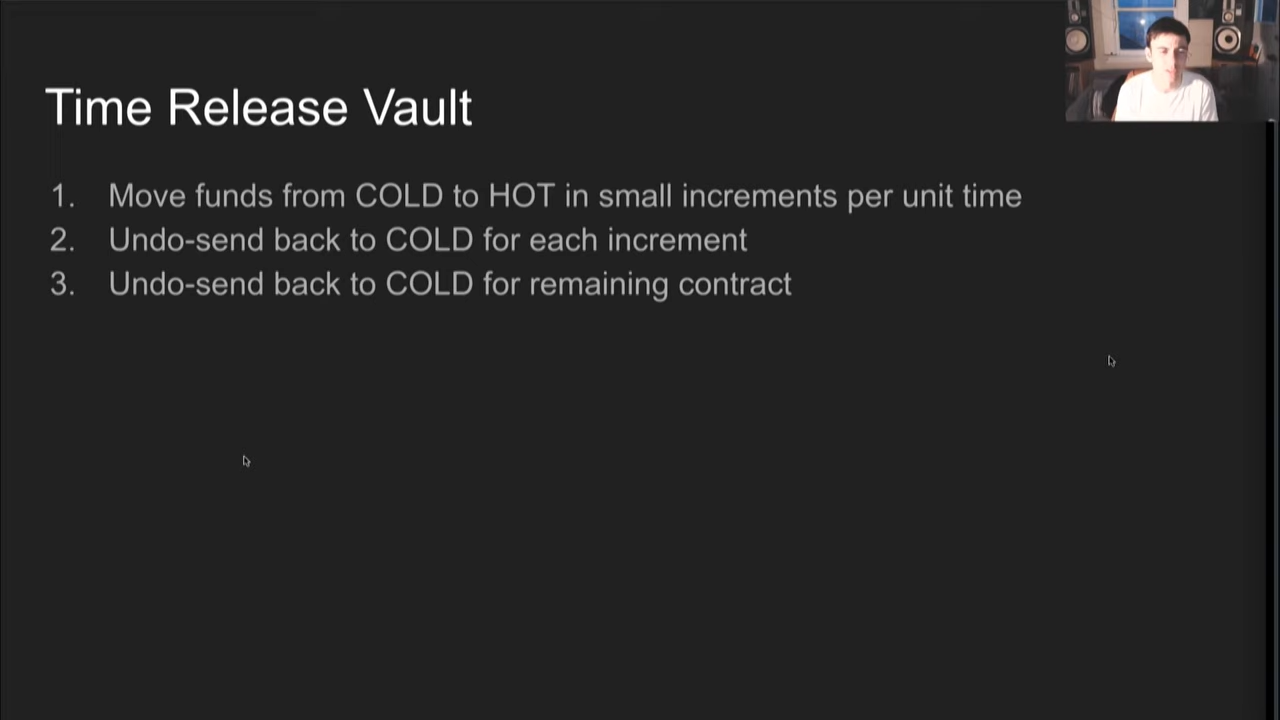 Time Release Vault
1. Move funds from COLD to HOT in small increments per unit time
2. Undo-send back to COLD for each increment
3. Undo-send back to COLD for remaining contract